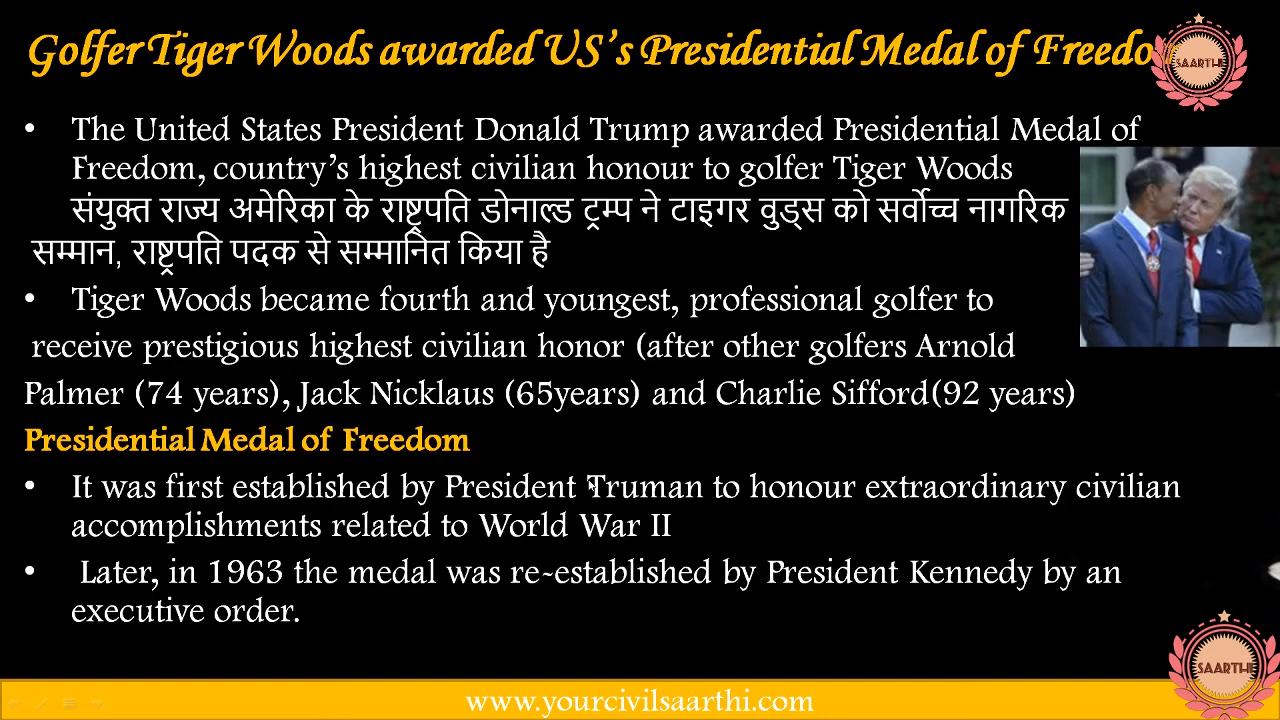 Golfer Tiger Woods awarded US's Presidential Medal of Freedo
SAARTHI
• The United States President Donald Trump awarded Presidential Medal of
Freedom, country's highest civilian honour to golfer Tiger Woods
संयुक्त राज्य अमेरिका के राष्ट्रपति डोनाल्ड ट्रम्प ने टाइगर वुड्स को सर्वोच्च नागरिक
सम्मान, राष्ट्रपति पदक से सम्मानित किया है
• Tiger Woods became fourth and youngest, professional golfer to
receive prestigious highest civilian honor (after other golfers Arnold
Palmer (74 years), Jack Nicklaus (65years) and Charlie Sifford(92 years)
Presidential Medal of Freedom
• It was first established by President Truman to honour extraordinary civilian
accomplishments related to World War II
• Later, in 1963 the medal was re-established by President Kennedy by an
executive order.
SAARTHI
www.yourcivilsaarthi.com